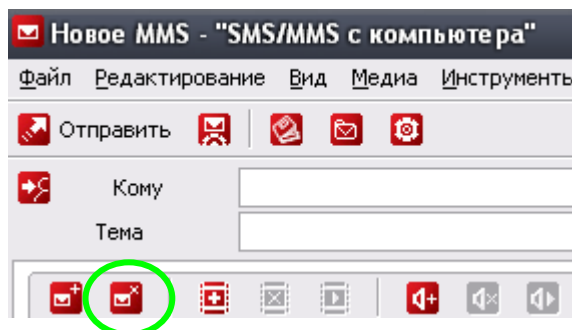 Новое MMS - "SMS/MMS с компьютера"
Файл Редактирование Вид Медиа Инструменты
Отправить
Кому
Тема